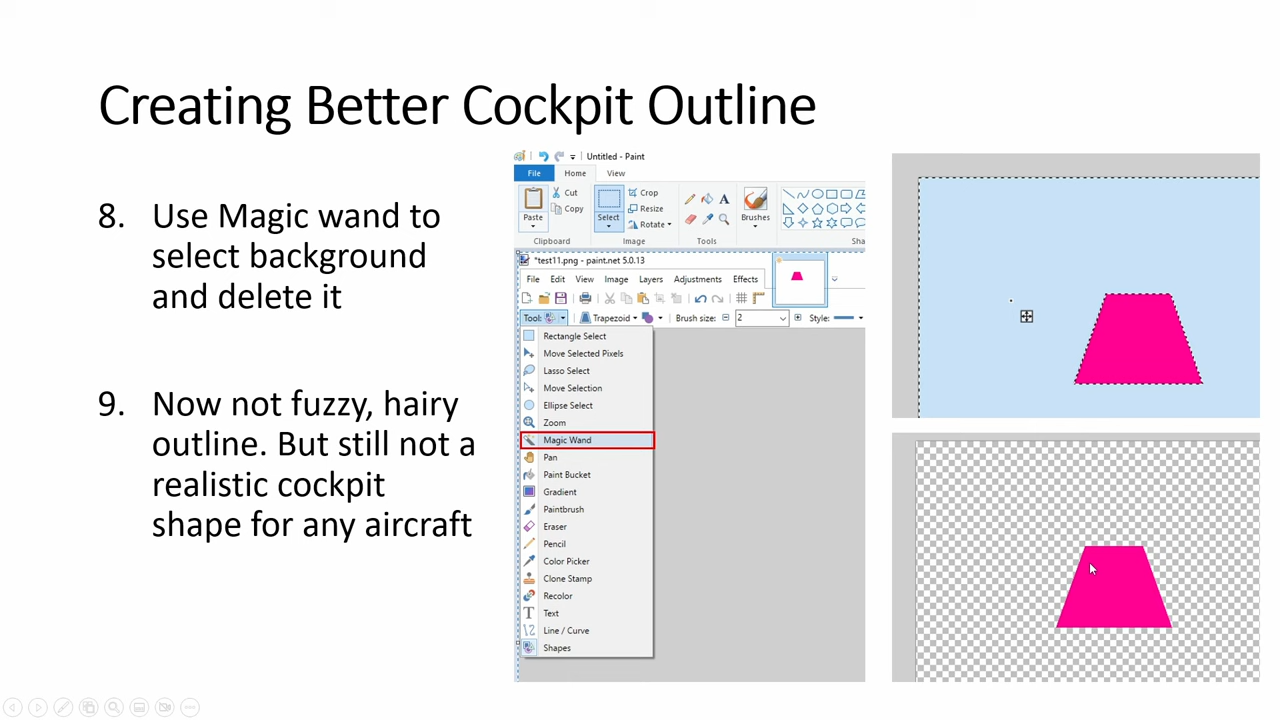 Creating Better Cockpit Outline
8. Use Magic wand to
select background
and delete it
9. Now not fuzzy, hairy
outline. But still not a
realistic cockpit
shape for any aircraft
Untitled - Paint
File Home View
Paste
Cut
Copy
Clipboard
Select
Crop
Resize
Rotate
Image
A
Tools
Brushes
Sha
*test11.png - paint.net 5.0.13
File Edit View Image Layers Adjustments Effects
Tool: Trapezoid Brush size: 2 Style:
Rectangle Select
Move Selected Pixels
Lasso Select
Move Selection
Ellipse Select
Zoom
Magic Wand
Pan
Paint Bucket
Gradient
Paintbrush
Eraser
Pencil
Color Picker
Clone Stamp
Recolor
Text
Line / Curve
Shapes